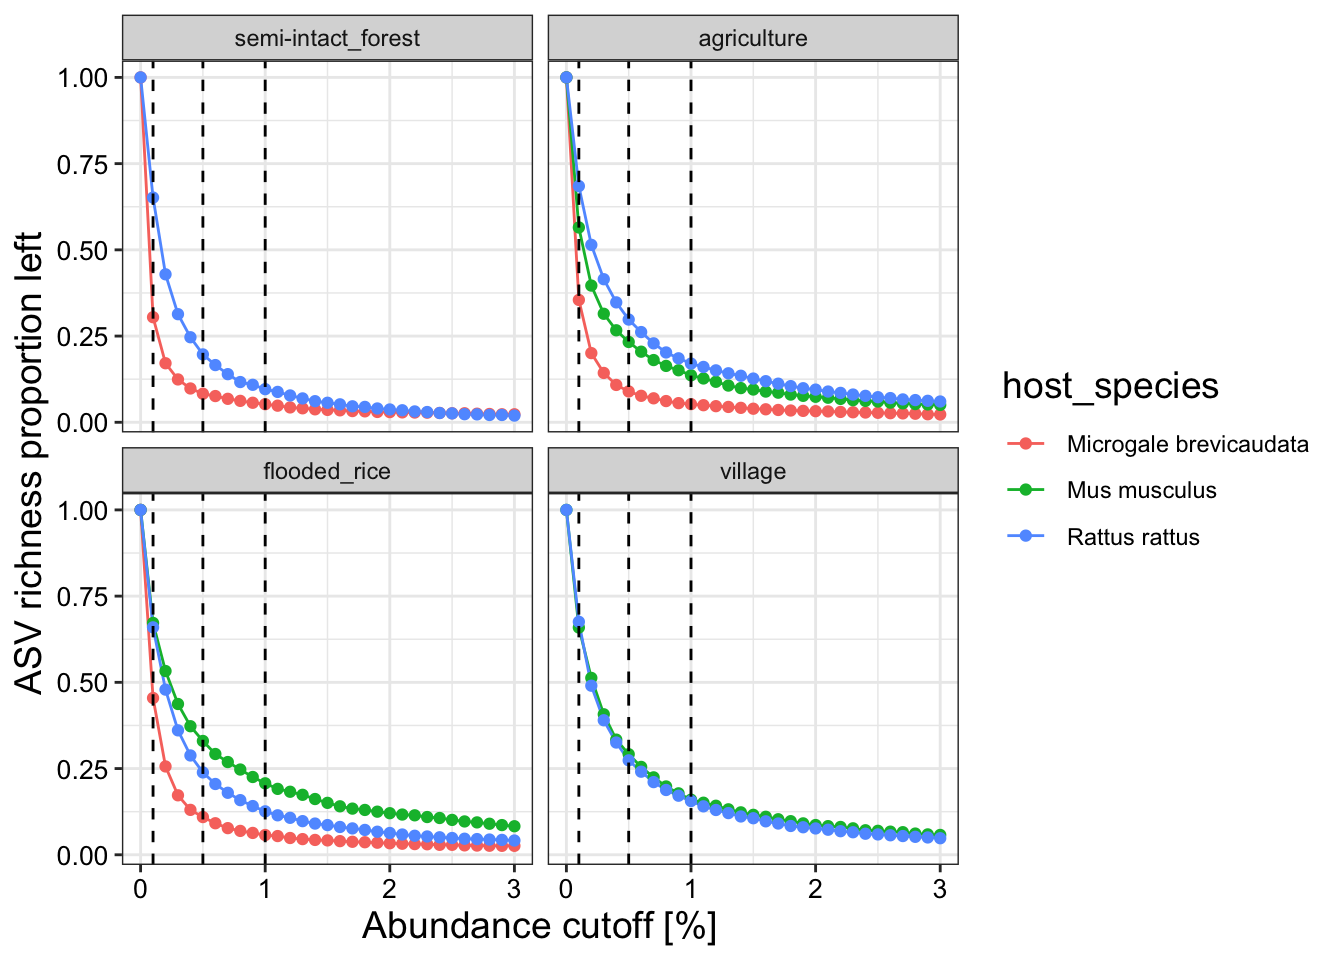 semi-intact_forest
agriculture
1.00
0.75
0.50
0.25
0.00
flooded_rice
village
1.00
0.75
0.50
0.25
0.00
0 1 2 3
0 1 2 3
ASV richness proportion left
Abundance cutoff [%]
host_species
Microgale brevicaudata
Mus musculus
Rattus rattus